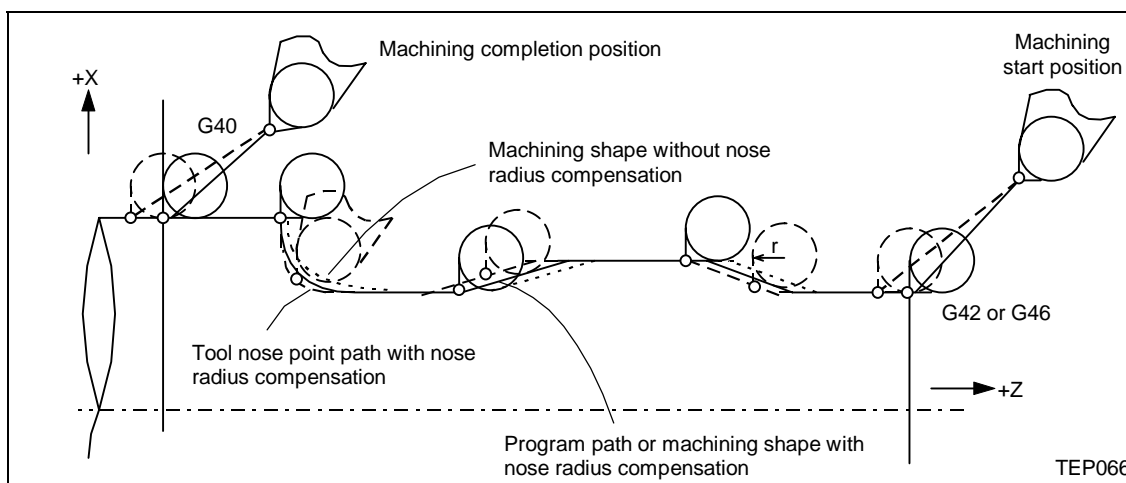 Machining completion position
Machining
start position
+X
G40
Machining shape without nose
radius compensation
r
G42 or G46
Tool nose point path with nose
radius compensation
+Z
Program path or machining shape with
nose radius compensation
TEP066